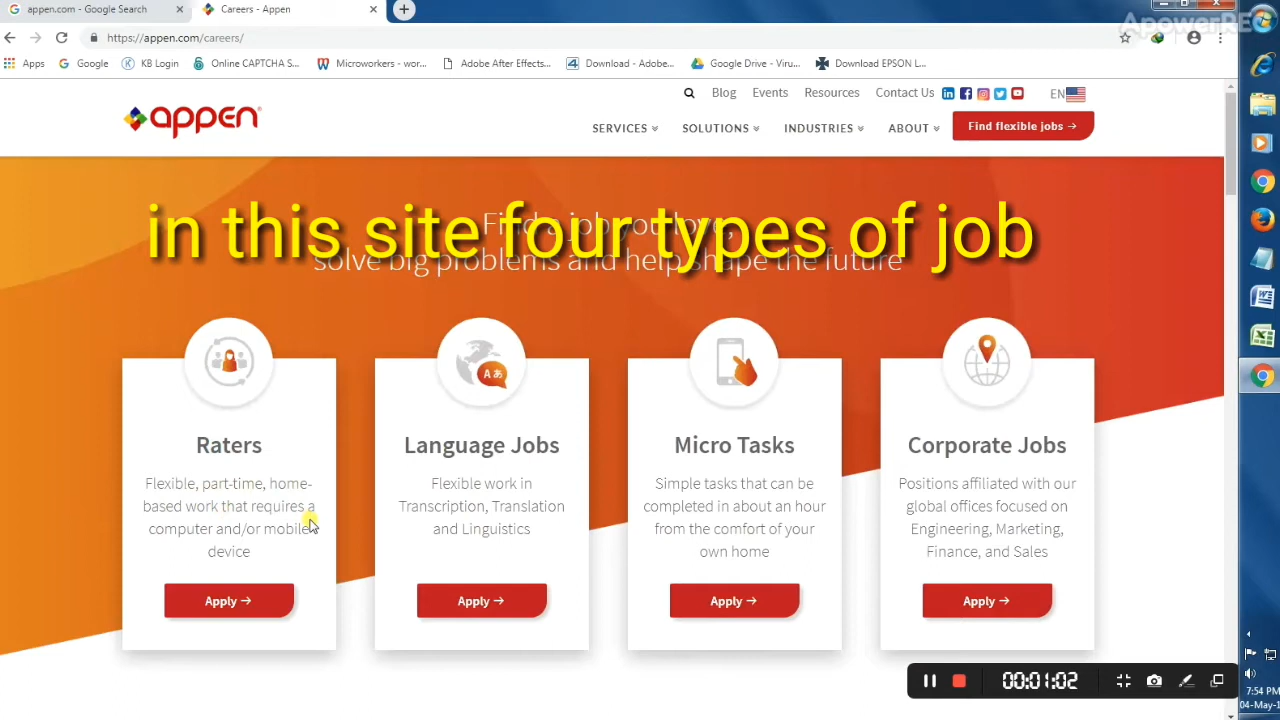 appen.com - Google Search
Careers - Appen
ApowerREC
https://appen.com/careers/
Apps
Google
KB Login
Online CAPTCHA S...
Microworkers - wor...
Adobe After Effects...
Download - Adobe...
Google Drive - Viru...
Download EPSON L...
appen
Blog Events Resources Contact Us EN
SERVICES SOLUTIONS INDUSTRIES ABOUT Find flexible jobs →
in this site four types of job
Find a job you love,
solve big problems and help shape the future
Raters
Flexible, part-time, home-
based work that requires a
computer and/or mobile
device
Apply →
Language Jobs
Flexible work in
Transcription, Translation
and Linguistics
Apply →
Micro Tasks
Simple tasks that can be
completed in about an hour
from the comfort of your
own home
Apply →
Corporate Jobs
Positions affiliated with our
global offices focused on
Engineering, Marketing,
Finance, and Sales
Apply →
00:01:02
7:54 PM
04-May-1